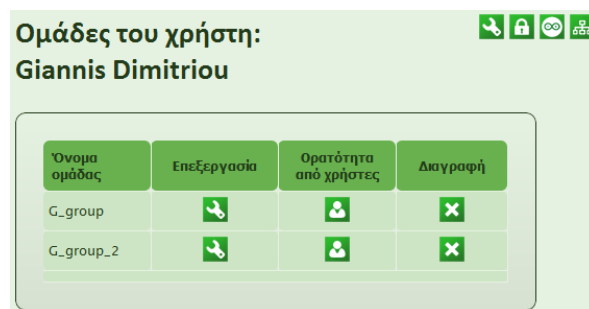 Ομάδες του χρήστη:
Giannis Dimitriou
Όνομα ομάδας Επεξεργασία Ορατότητα από χρήστες Διαγραφή
G_group
G_group_2